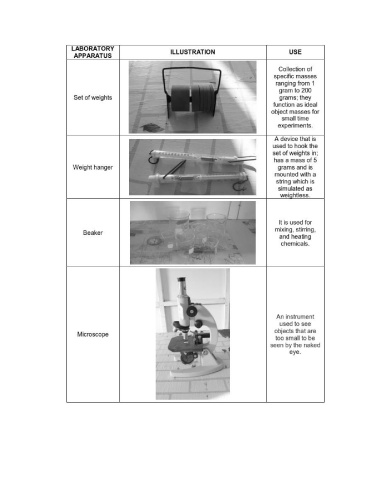 LABORATORY
APPARATUS
ILLUSTRATION
USE
Set of weights
Collection of
specific masses
ranging from 1
gram to 200
grams; they
function as ideal
object masses for
small time
experiments.
Weight hanger
A device that is
used to hook the
set of weights in;
has a mass of 5
grams and is
mounted with a
string which is
simulated as
weightless.
Beaker
It is used for
mixing, stirring,
and heating
chemicals.
Microscope
An instrument
used to see
objects that are
too small to be
seen by the naked
eye.